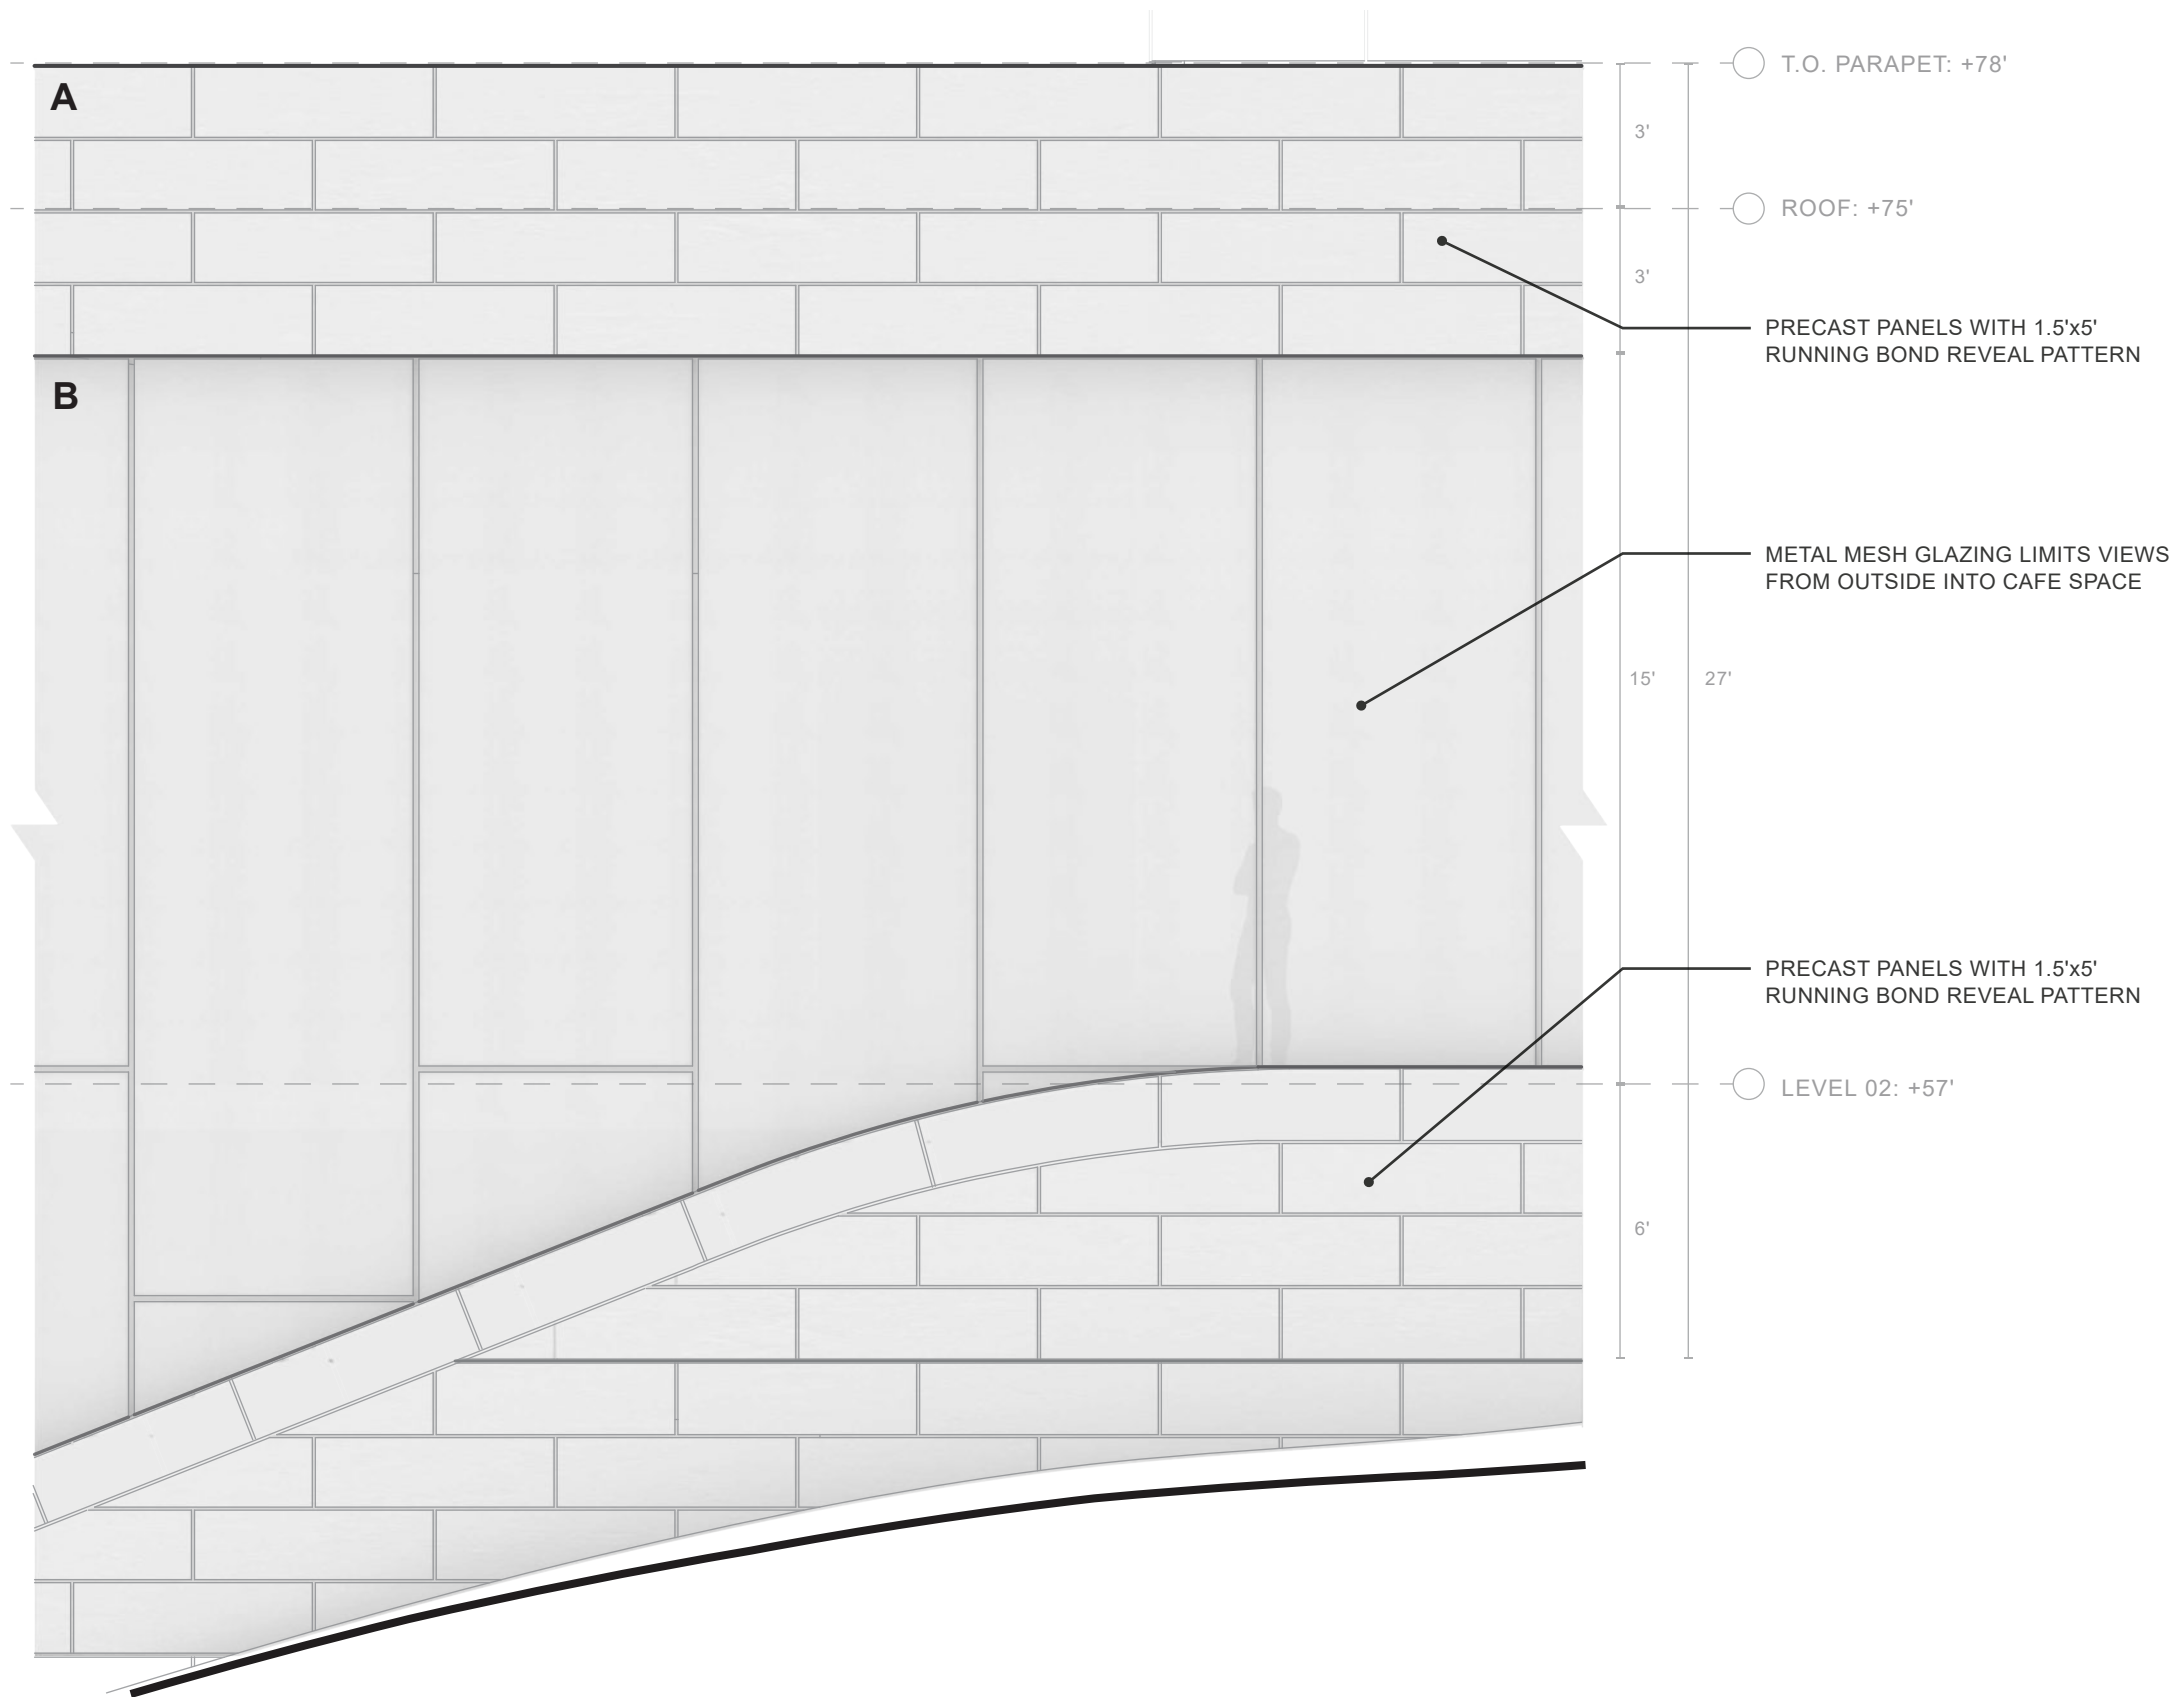 A
T.O. PARAPET: +78'
3'
ROOF: +75'
3'
PRECAST PANELS WITH 1.5'x5'
RUNNING BOND REVEAL PATTERN
B
METAL MESH GLAZING LIMITS VIEWS
FROM OUTSIDE INTO CAFE SPACE
15'
27'
PRECAST PANELS WITH 1.5'x5'
RUNNING BOND REVEAL PATTERN
LEVEL 02: +57'
6'